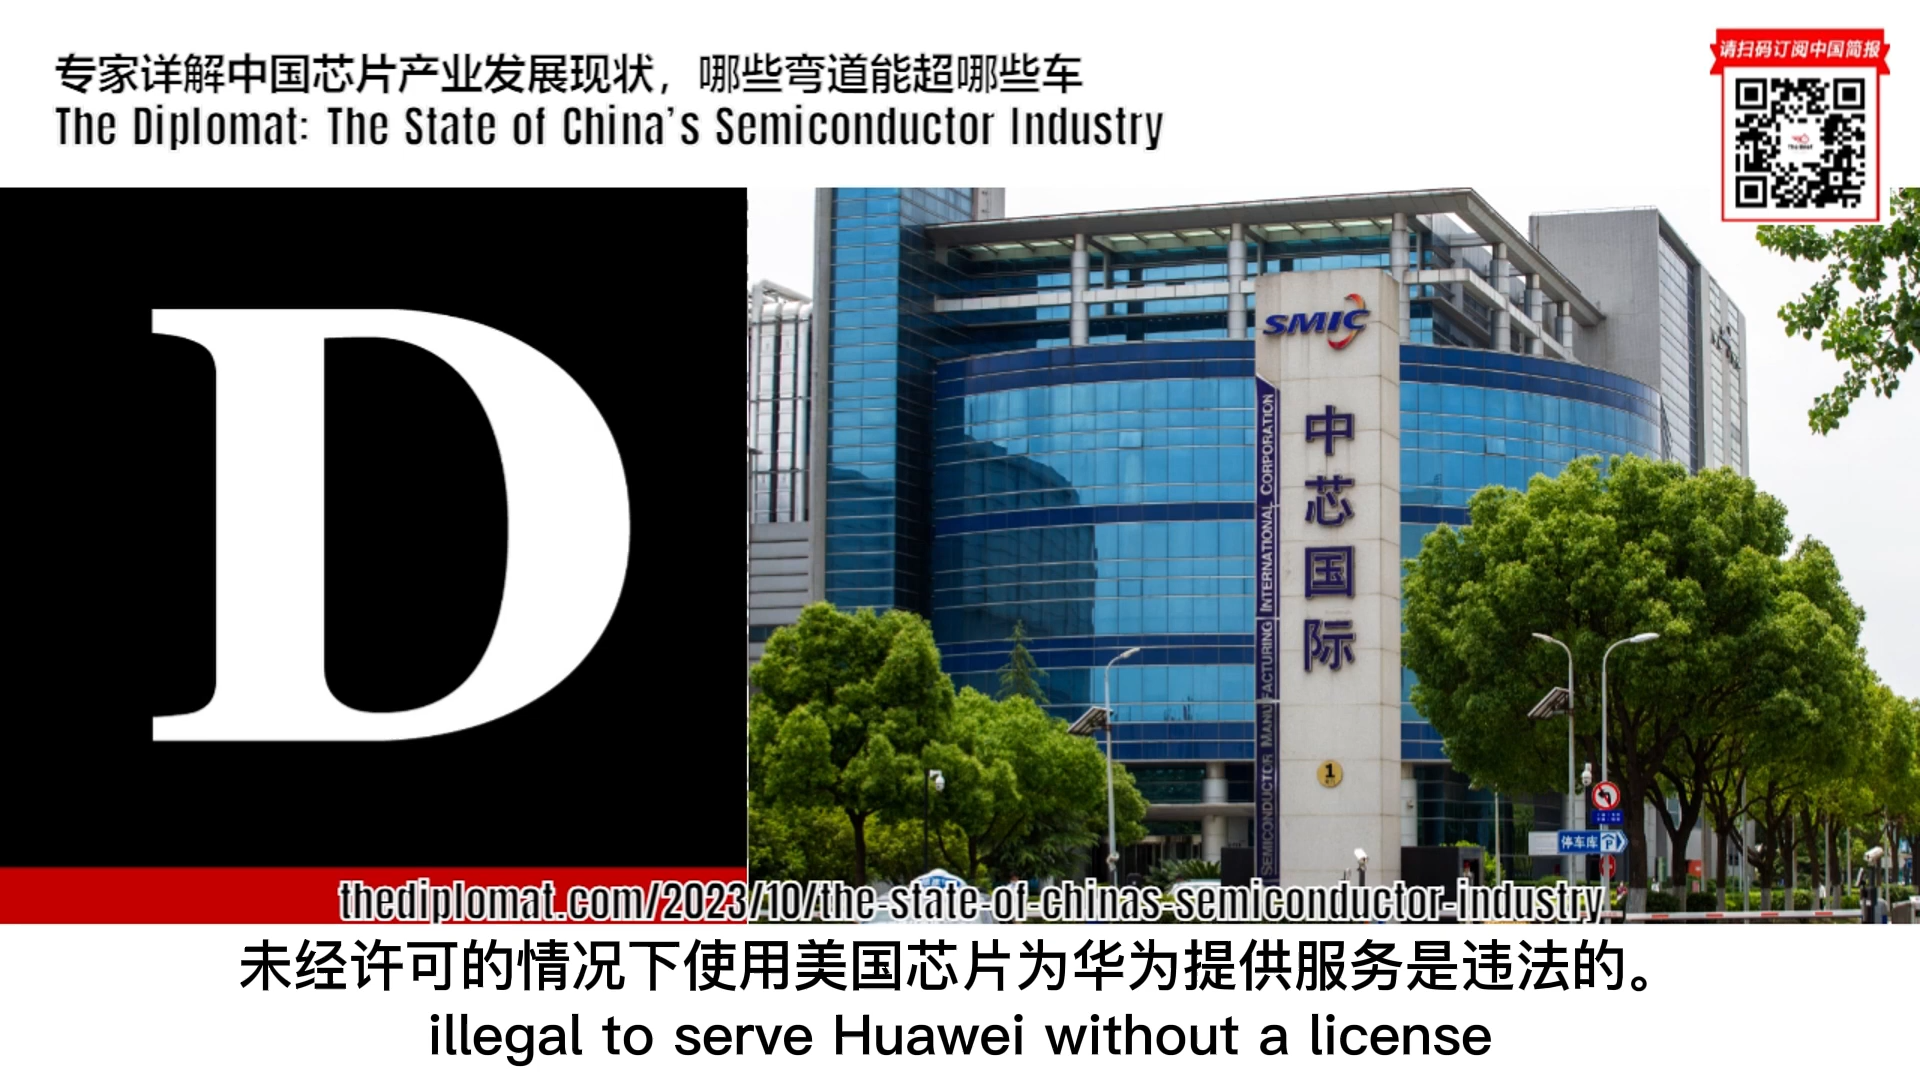 专家详解中国芯片产业发展现状，哪些弯道能超哪些车
The Diplomat: The State of China’s Semiconductor Industry
请扫码订阅中国简报
D
SMIC
中芯国际
SEMICONDUCTOR MANUFACTURING INTERNATIONAL CORPORATION
1
停车库 P
thediplomat.com/2023/10/the-state-of-chinas-semiconductor-industry
未经许可的情况下使用美国芯片为华为提供服务是违法的。
illegal to serve Huawei without a license